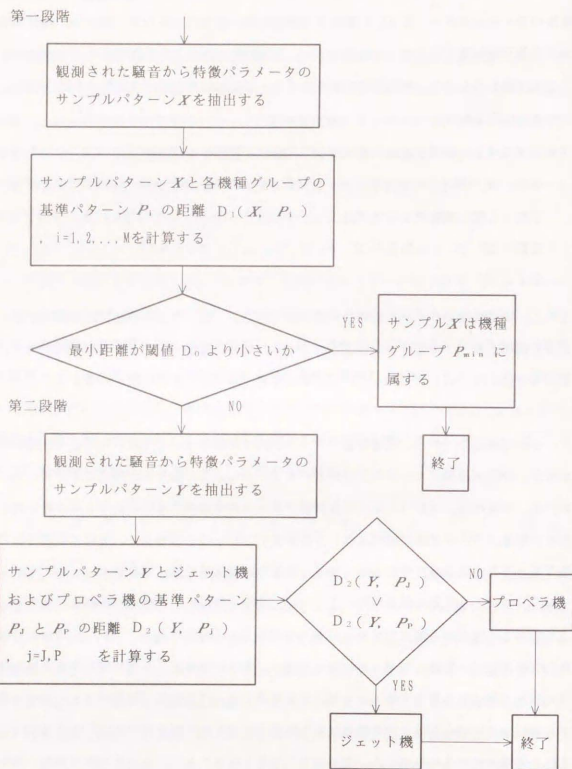 第一段階
観測された騒音から特徴パラメータの
サンプルパターンXを抽出する
サンプルパターンXと各機種グループの
基準パターン Pi の距離 D1(X, Pi)
, i=1,2,...,Mを計算する
最小距離が閾値 D0 より小さいか
YES
サンプルXは機種
グループ Pmin に
属する
終了
NO
第二段階
観測された騒音から特徴パラメータの
サンプルパターンYを抽出する
サンプルパターンYとジェット機
およびプロペラ機の基準パターン
PJ と PP の距離 D2(Y, Pj)
, j=J,P を計算する
D2(Y, PJ)
∨
D2(Y, PP)
NO
プロペラ機
YES
ジェット機
終了